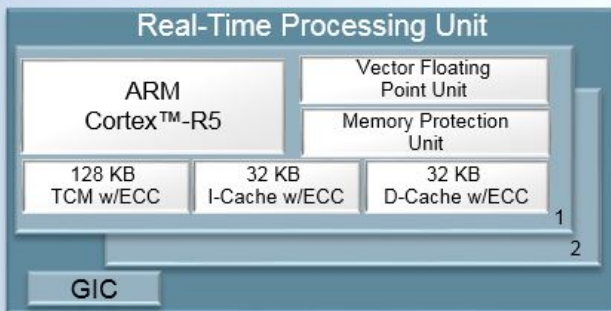 Real-Time Processing Unit
ARM
Cortex™-R5
Vector Floating
Point Unit
Memory Protection
Unit
128 KB
TCM w/ECC
32 KB
I-Cache w/ECC
32 KB
D-Cache w/ECC
1
2
GIC